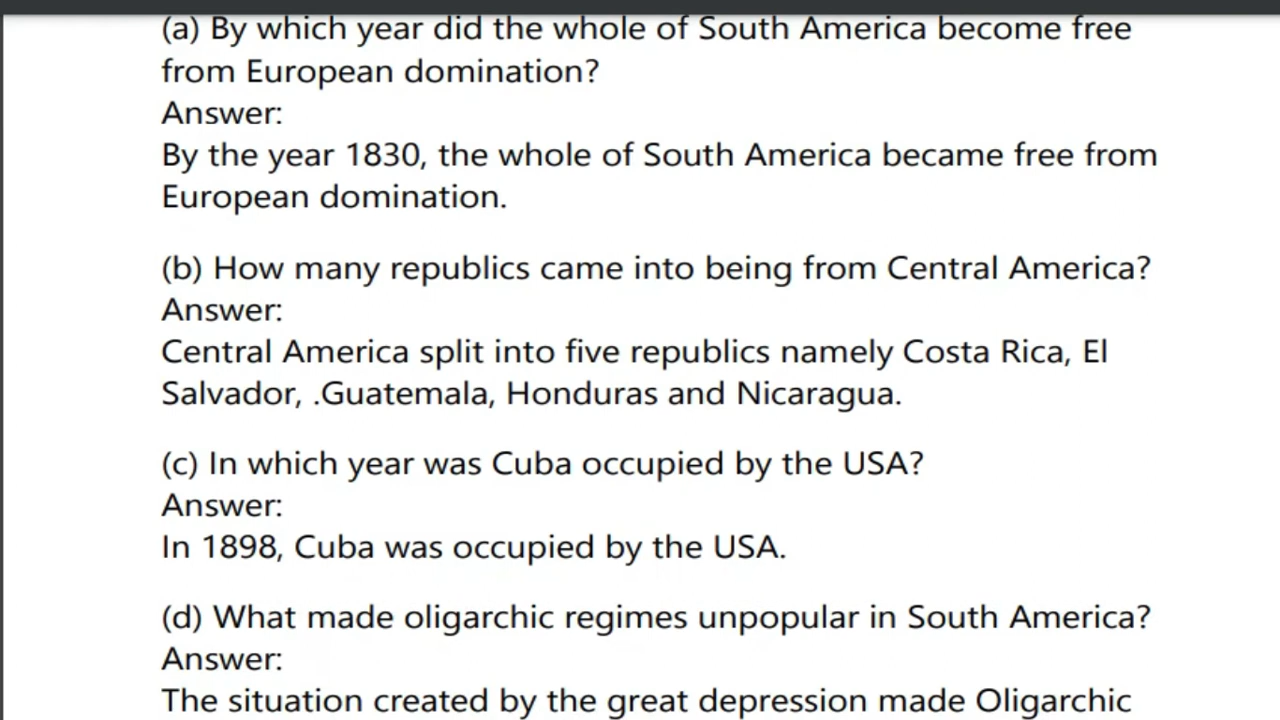 (a) By which year did the whole of South America become free
from European domination?
Answer:
By the year 1830, the whole of South America became free from
European domination.
(b) How many republics came into being from Central America?
Answer:
Central America split into five republics namely Costa Rica, El
Salvador, .Guatemala, Honduras and Nicaragua.
(c) In which year was Cuba occupied by the USA?
Answer:
In 1898, Cuba was occupied by the USA.
(d) What made oligarchic regimes unpopular in South America?
Answer:
The situation created by the great depression made Oligarchic